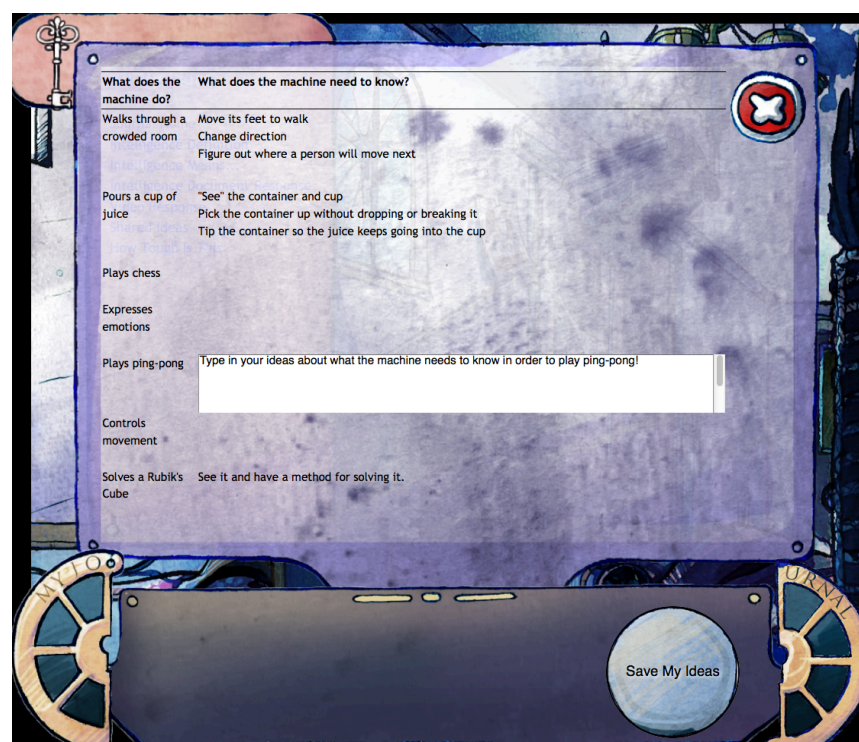 What does the machine do?
What does the machine need to know?
Walks through a crowded room
Move its feet to walk
Change direction
Figure out where a person will move next
Pours a cup of juice
"See" the container and cup
Pick the container up without dropping or breaking it
Tip the container so the juice keeps going into the cup
Plays chess
Expresses emotions
Plays ping-pong
Type in your ideas about what the machine needs to know in order to play ping-pong!
Controls movement
Solves a Rubik's Cube
See it and have a method for solving it.
MY FO
URNAL
Save My Ideas